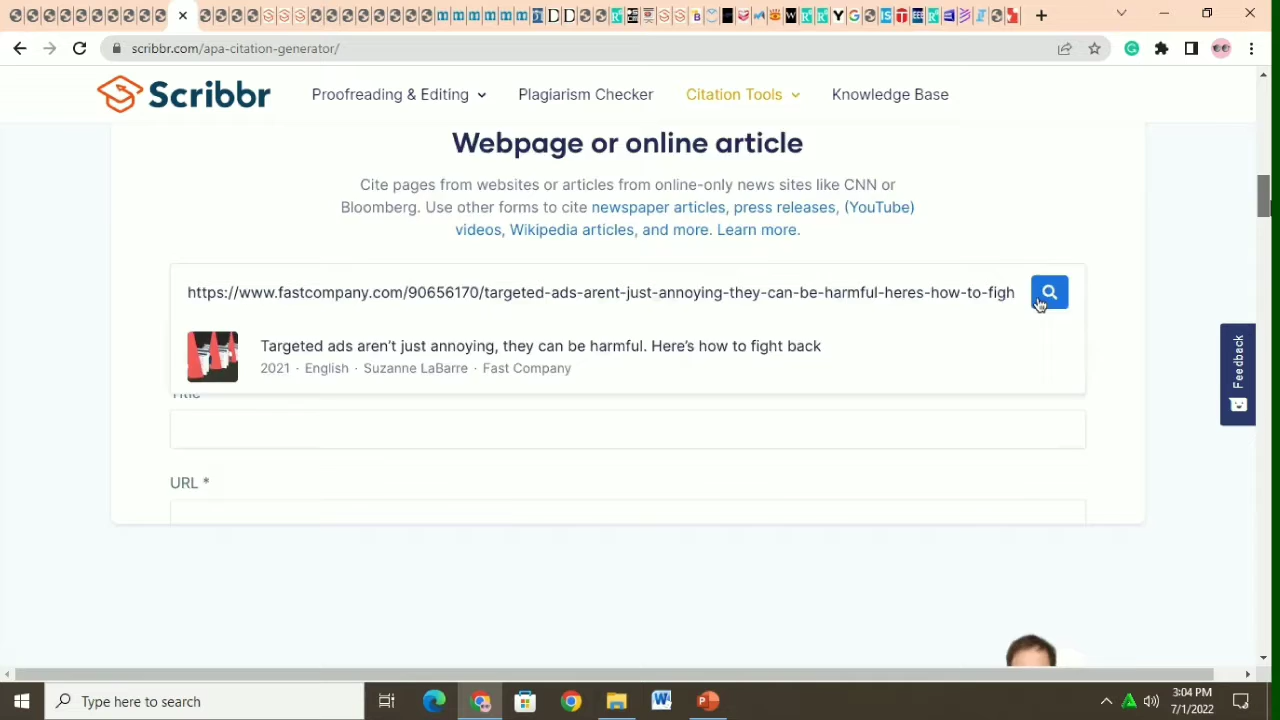 scribbr.com/apa-citation-generator/
Scribbr
Proofreading & Editing
Plagiarism Checker
Citation Tools
Knowledge Base
Webpage or online article
Cite pages from websites or articles from online-only news sites like CNN or
Bloomberg. Use other forms to cite newspaper articles, press releases, (YouTube)
videos, Wikipedia articles, and more. Learn more.
https://www.fastcompany.com/90656170/targeted-ads-arent-just-annoying-they-can-be-harmful-heres-how-to-figh
Targeted ads aren’t just annoying, they can be harmful. Here’s how to fight back
2021 · English · Suzanne LaBarre · Fast Company
Title
URL *
Feedback
Type here to search
3:04 PM
7/1/2022